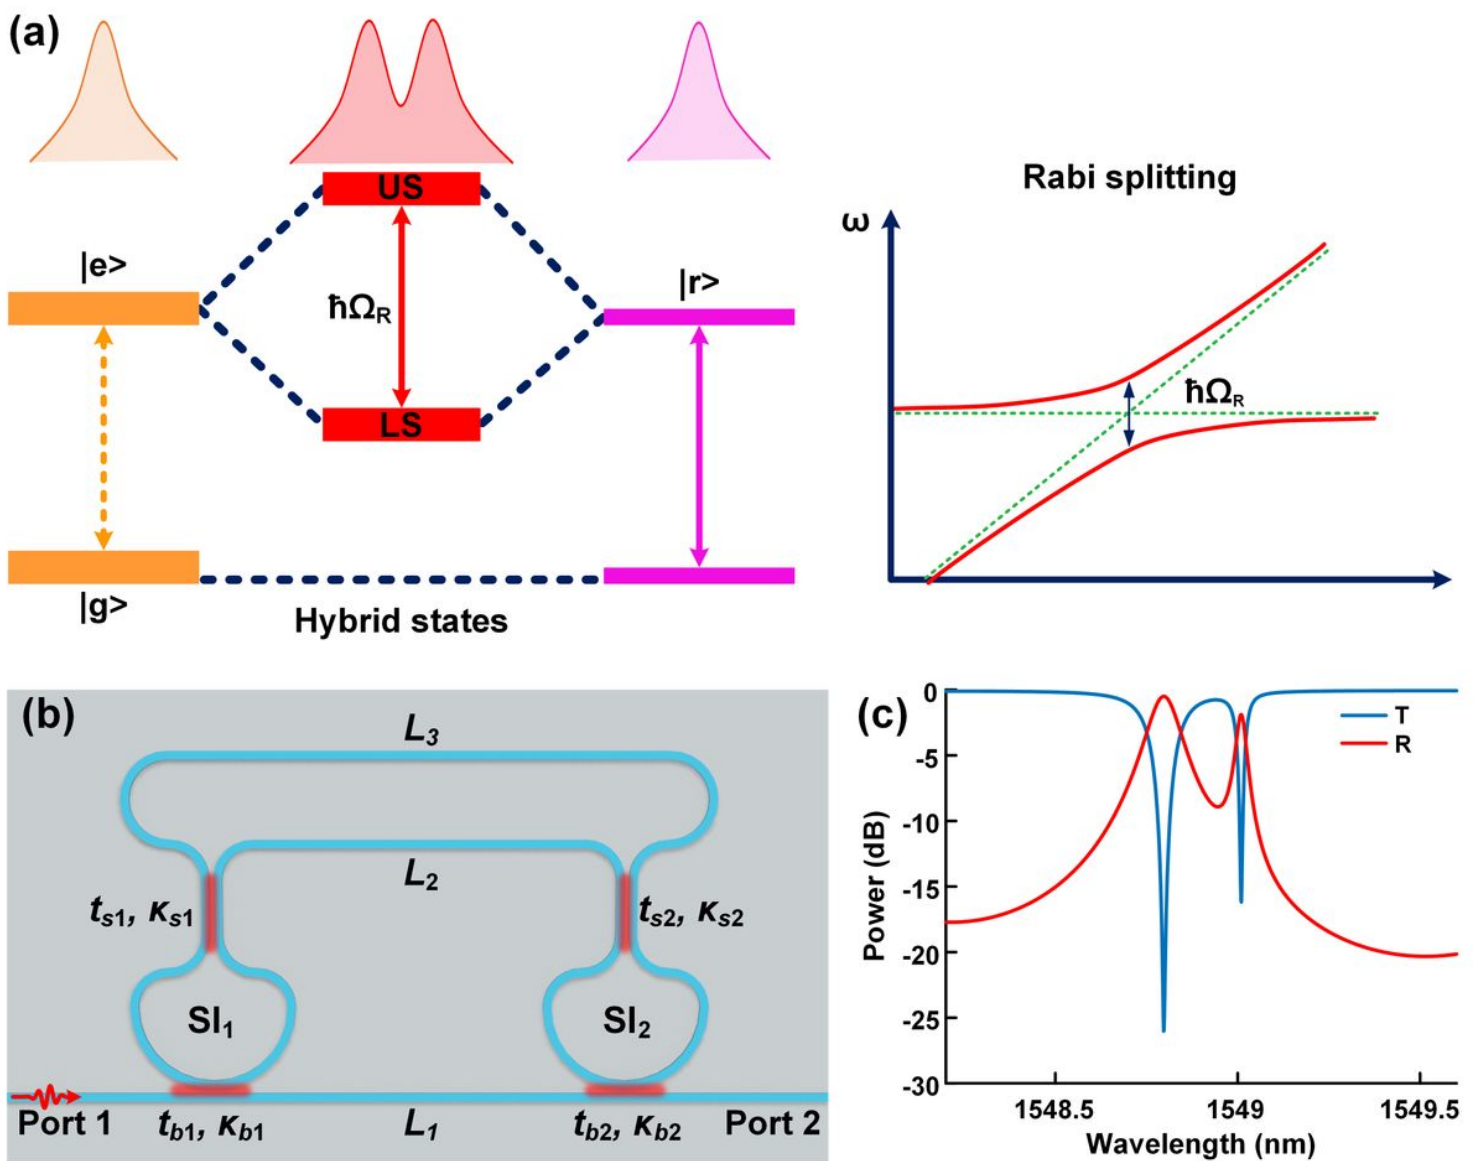 (a)
US
|e>
ħΩR
|r>
LS
|g>
Hybrid states
Rabi splitting
ω
ħΩR
(b)
L3
L2
ts1, κs1
ts2, κs2
SI1
SI2
Port 1
tb1, κb1
L1
tb2, κb2
Port 2
(c)
T
R
0
-5
-10
-15
-20
-25
-30
Power (dB)
1548.5
1549
1549.5
Wavelength (nm)